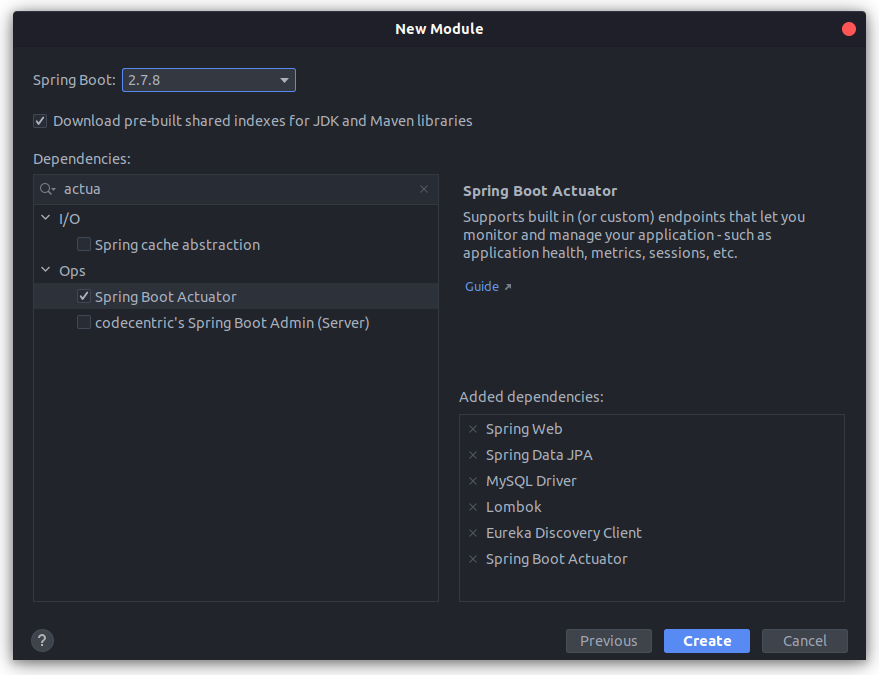 New Module
Spring Boot: 2.7.8
Download pre-built shared indexes for JDK and Maven libraries
Dependencies:
actua
I/O
Spring cache abstraction
Ops
Spring Boot Actuator
codecentric's Spring Boot Admin (Server)
Spring Boot Actuator
Supports built in (or custom) endpoints that let you
monitor and manage your application - such as
application health, metrics, sessions, etc.
Guide ↗
Added dependencies:
Spring Web
Spring Data JPA
MySQL Driver
Lombok
Eureka Discovery Client
Spring Boot Actuator
?
Previous
Create
Cancel